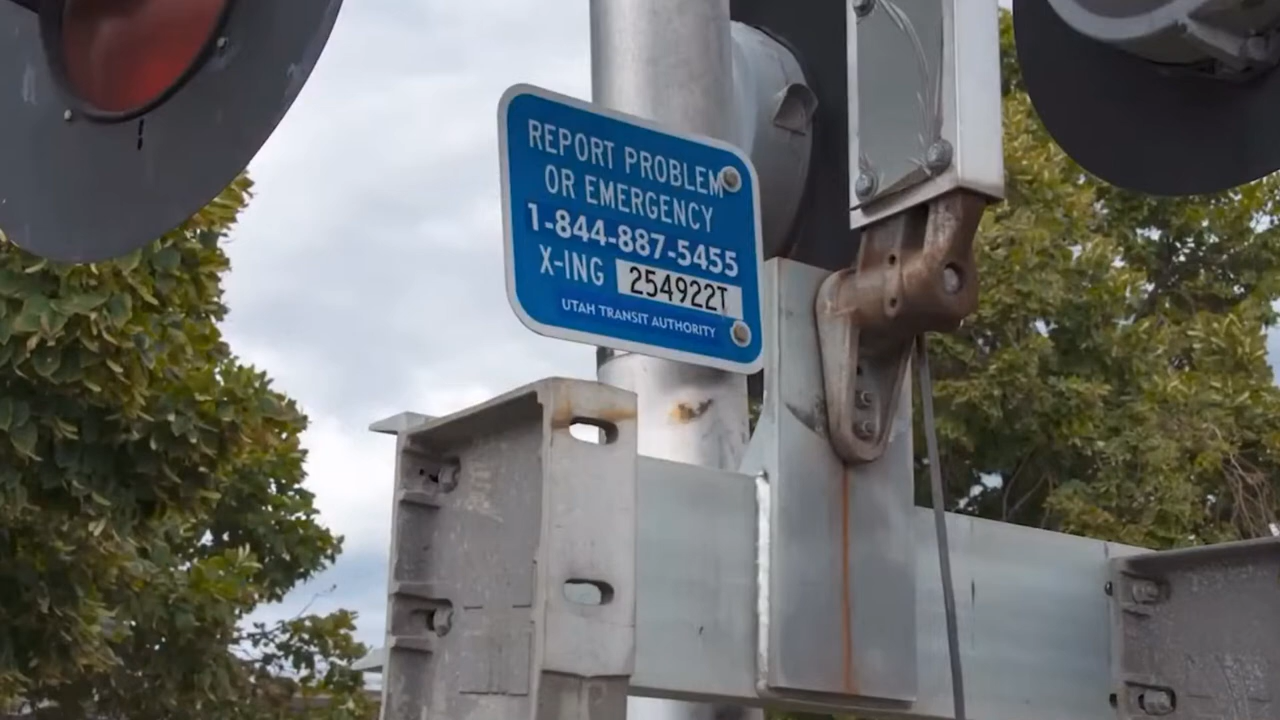 REPORT PROBLEM
OR EMERGENCY
1-844-887-5455
X-ING 254922T
UTAH TRANSIT AUTHORITY